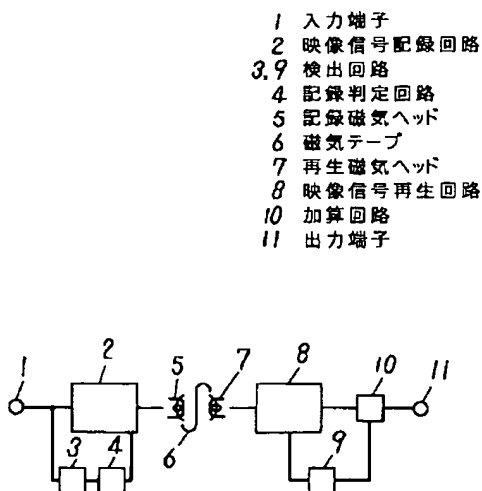 1 入力端子
2 映像信号記録回路
3,9 検出回路
4 記録判定回路
5 記録磁気ヘッド
6 磁気テープ
7 再生磁気ヘッド
8 映像信号再生回路
10 加算回路
11 出力端子
1 2 5 7 8 10 11
6
3 4 9